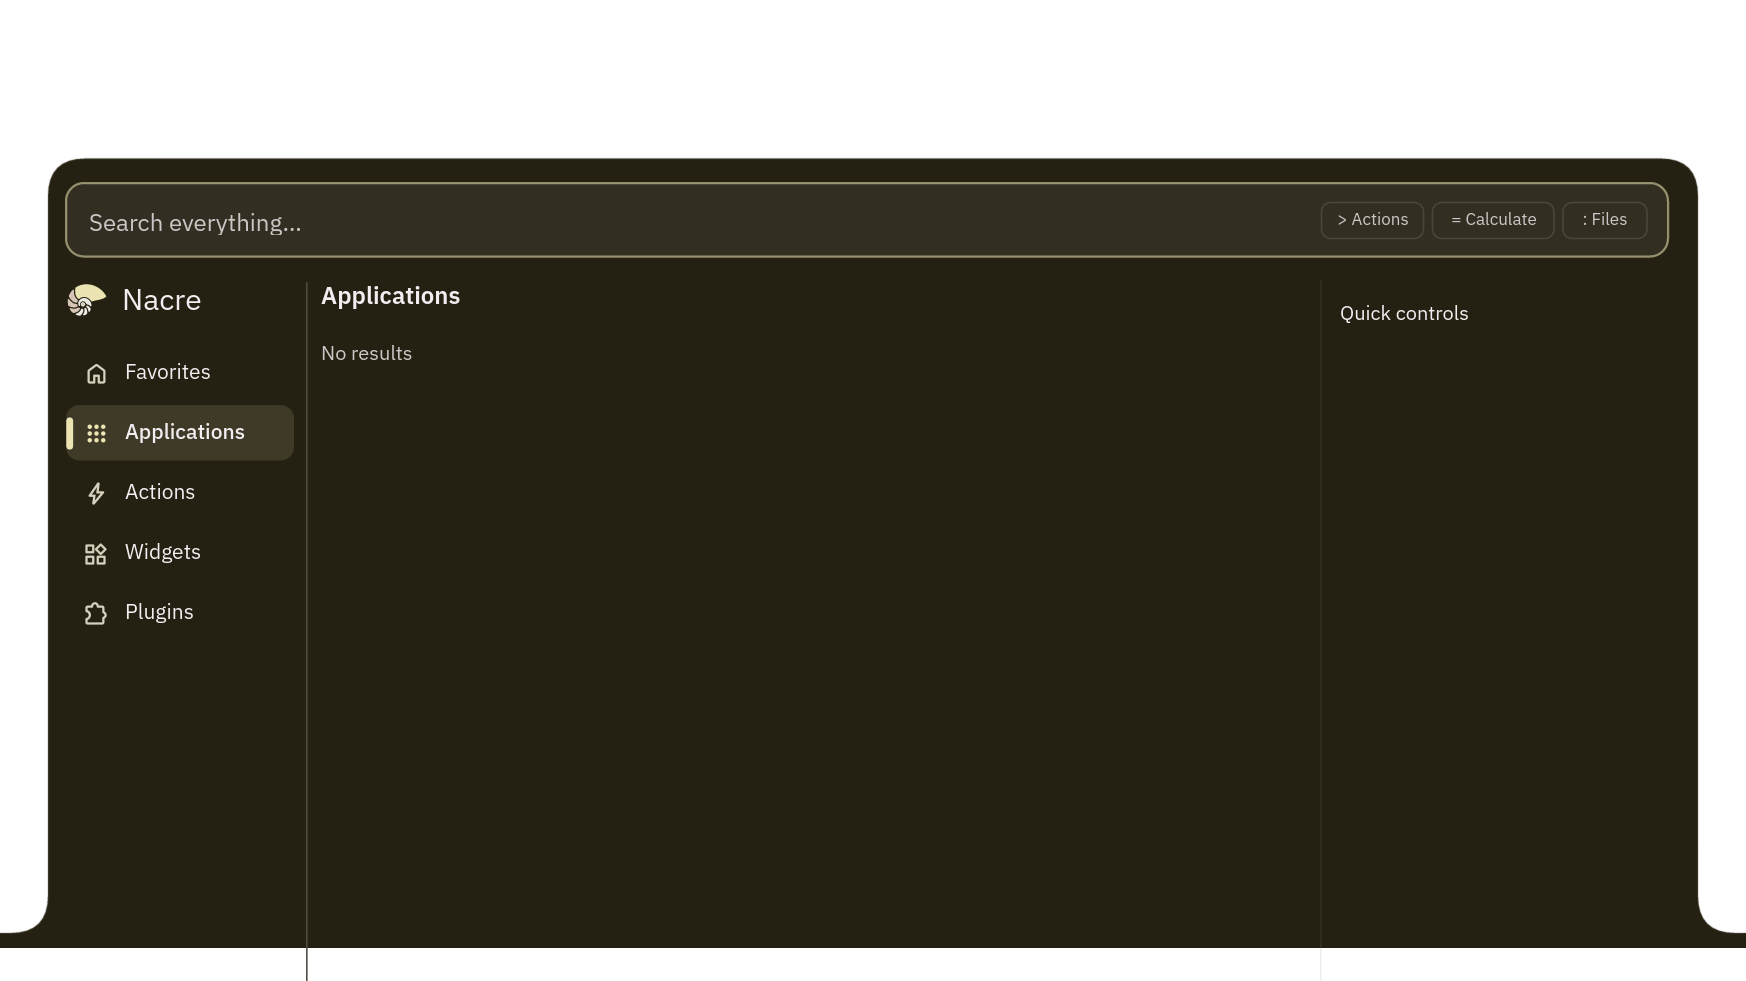 Search everything...
> Actions
= Calculate
: Files
Nacre
Favorites
Applications
Actions
Widgets
Plugins
Applications
No results
Quick controls